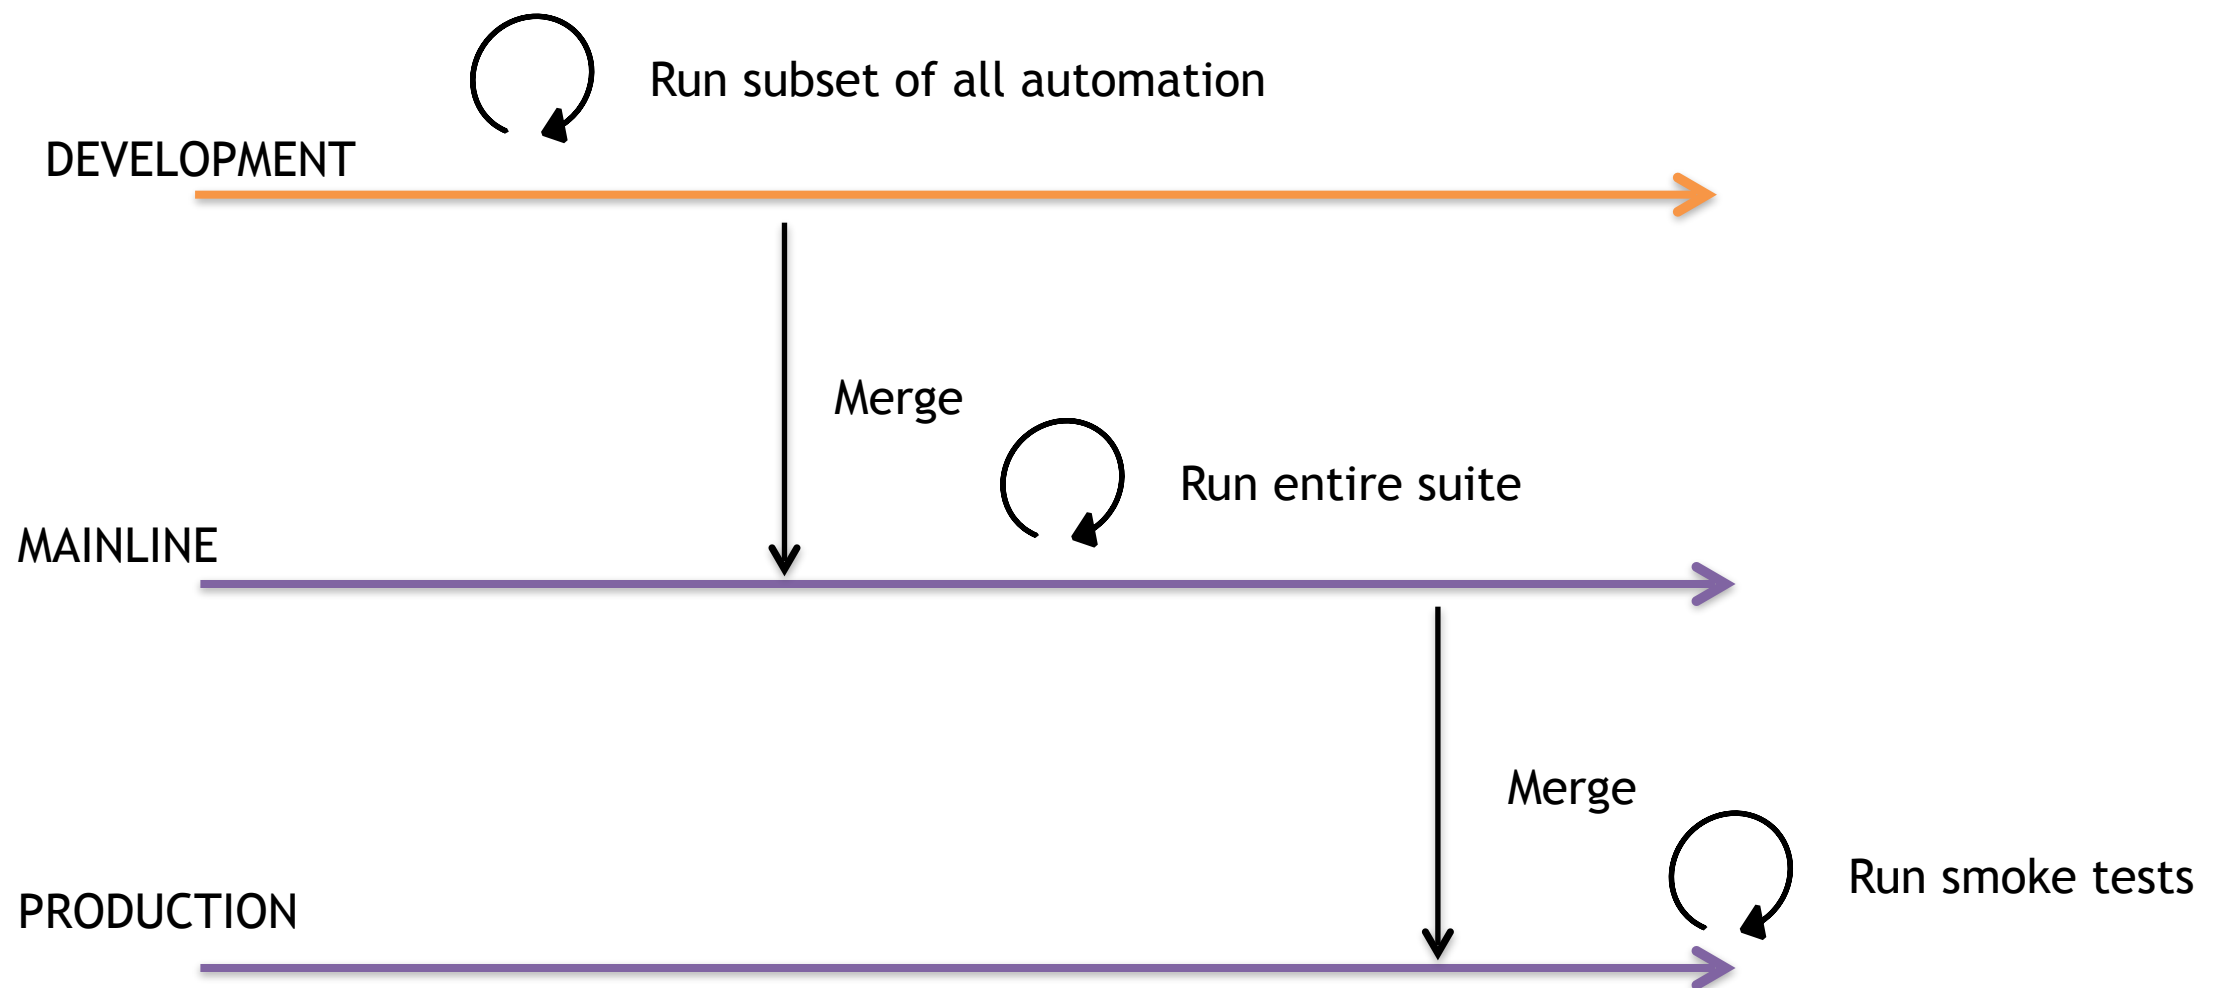 Run subset of all automation
DEVELOPMENT
Merge
Run entire suite
MAINLINE
Merge
Run smoke tests
PRODUCTION